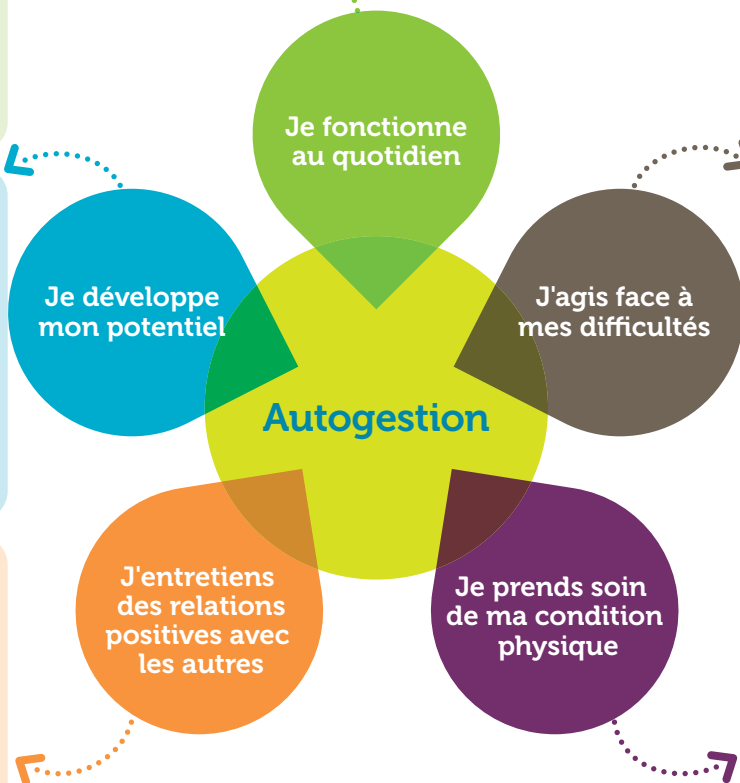 Je fonctionne
au quotidien
Je développe
mon potentiel
J'agis face à
mes difficultés
Autogestion
J'entretiens
des relations
positives avec
les autres
Je prends soin
de ma condition
physique